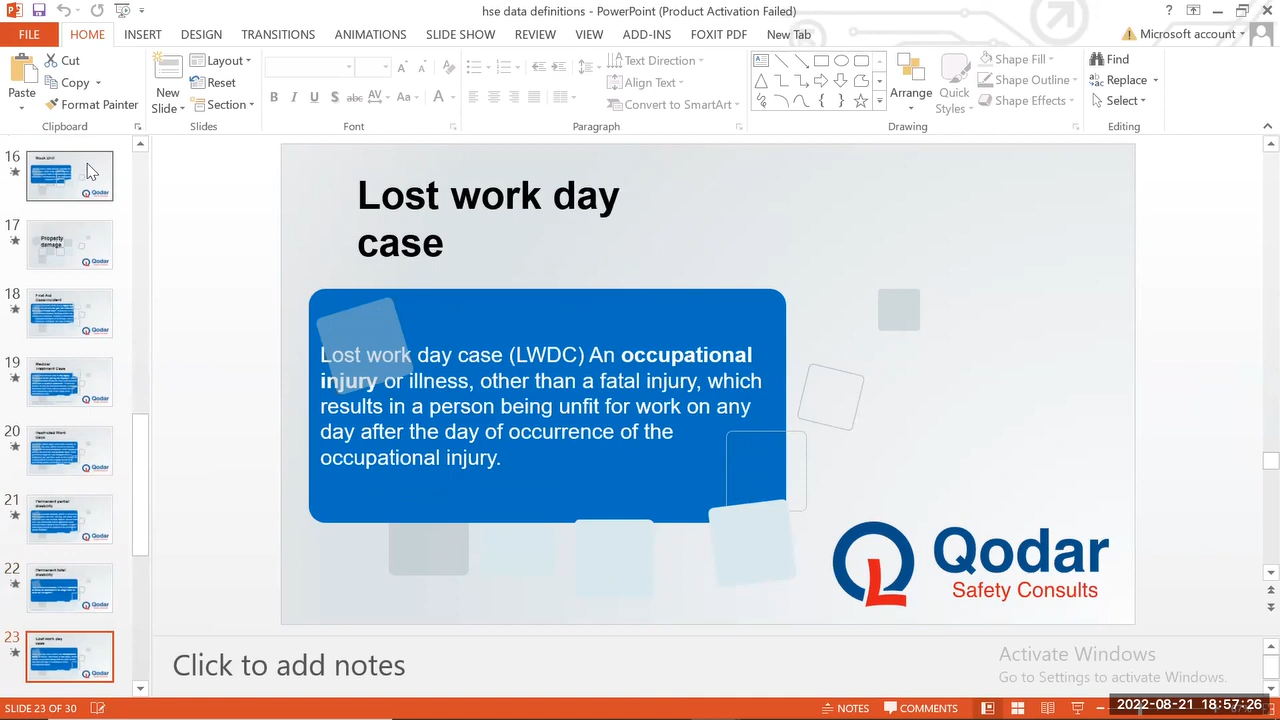 hse data definitions - PowerPoint (Product Activation Failed)
FILE HOME INSERT DESIGN TRANSITIONS ANIMATIONS SLIDE SHOW REVIEW VIEW ADD-INS FOXIT PDF New Tab
Microsoft account
Paste
Cut
Copy
Format Painter
Clipboard
New
Slide
Layout
Reset
Section
Slides
Font
Text Direction
Align Text
Convert to SmartArt
Paragraph
Arrange
Quick
Styles
Shape Fill
Shape Outline
Shape Effects
Drawing
Find
Replace
Select
Editing
16
17
Property
damage
18
19
20
21
22
23
Lost work day
case
Lost work day case (LWDC) An occupational
injury or illness, other than a fatal injury, which
results in a person being unfit for work on any
day after the day of occurrence of the
occupational injury.
Qodar
Safety Consults
Click to add notes
Activate Windows
Go to Settings to activate Windows.
SLIDE 23 OF 30
NOTES
COMMENTS
2022-08-21 18:57:26